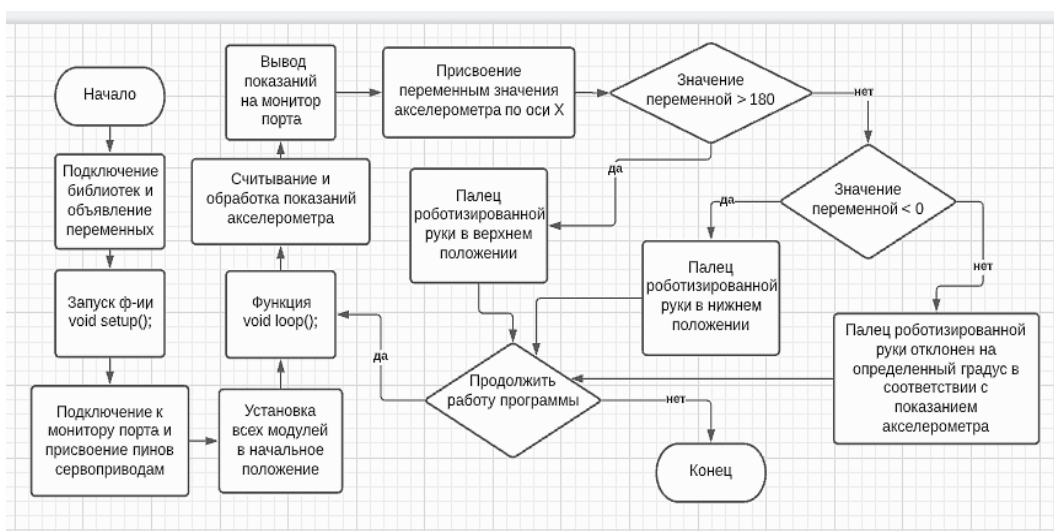 Начало
Подключение
библиотек и
объявление
переменных
Запуск ф-ии
void setup();
Подключение к
монитору порта и
присвоение пинов
сервоприводам
Установка
всех модулей
в начальное
положение
Функция
void loop();
Считывание и
обработка показаний
акселерометра
Вывод
показаний
на монитор
порта
Присвоение
переменным значения
акселерометра по оси X
Значение
переменной > 180
да
нет
Палец
роботизированной
руки в верхнем
положении
Значение
переменной < 0
да
нет
Палец
роботизированной
руки в нижнем
положении
Палец роботизированной
руки отклонен на
определенный градус в
соответствии с
показанием
акселерометра
Продолжить
работу программы
да
нет
Конец